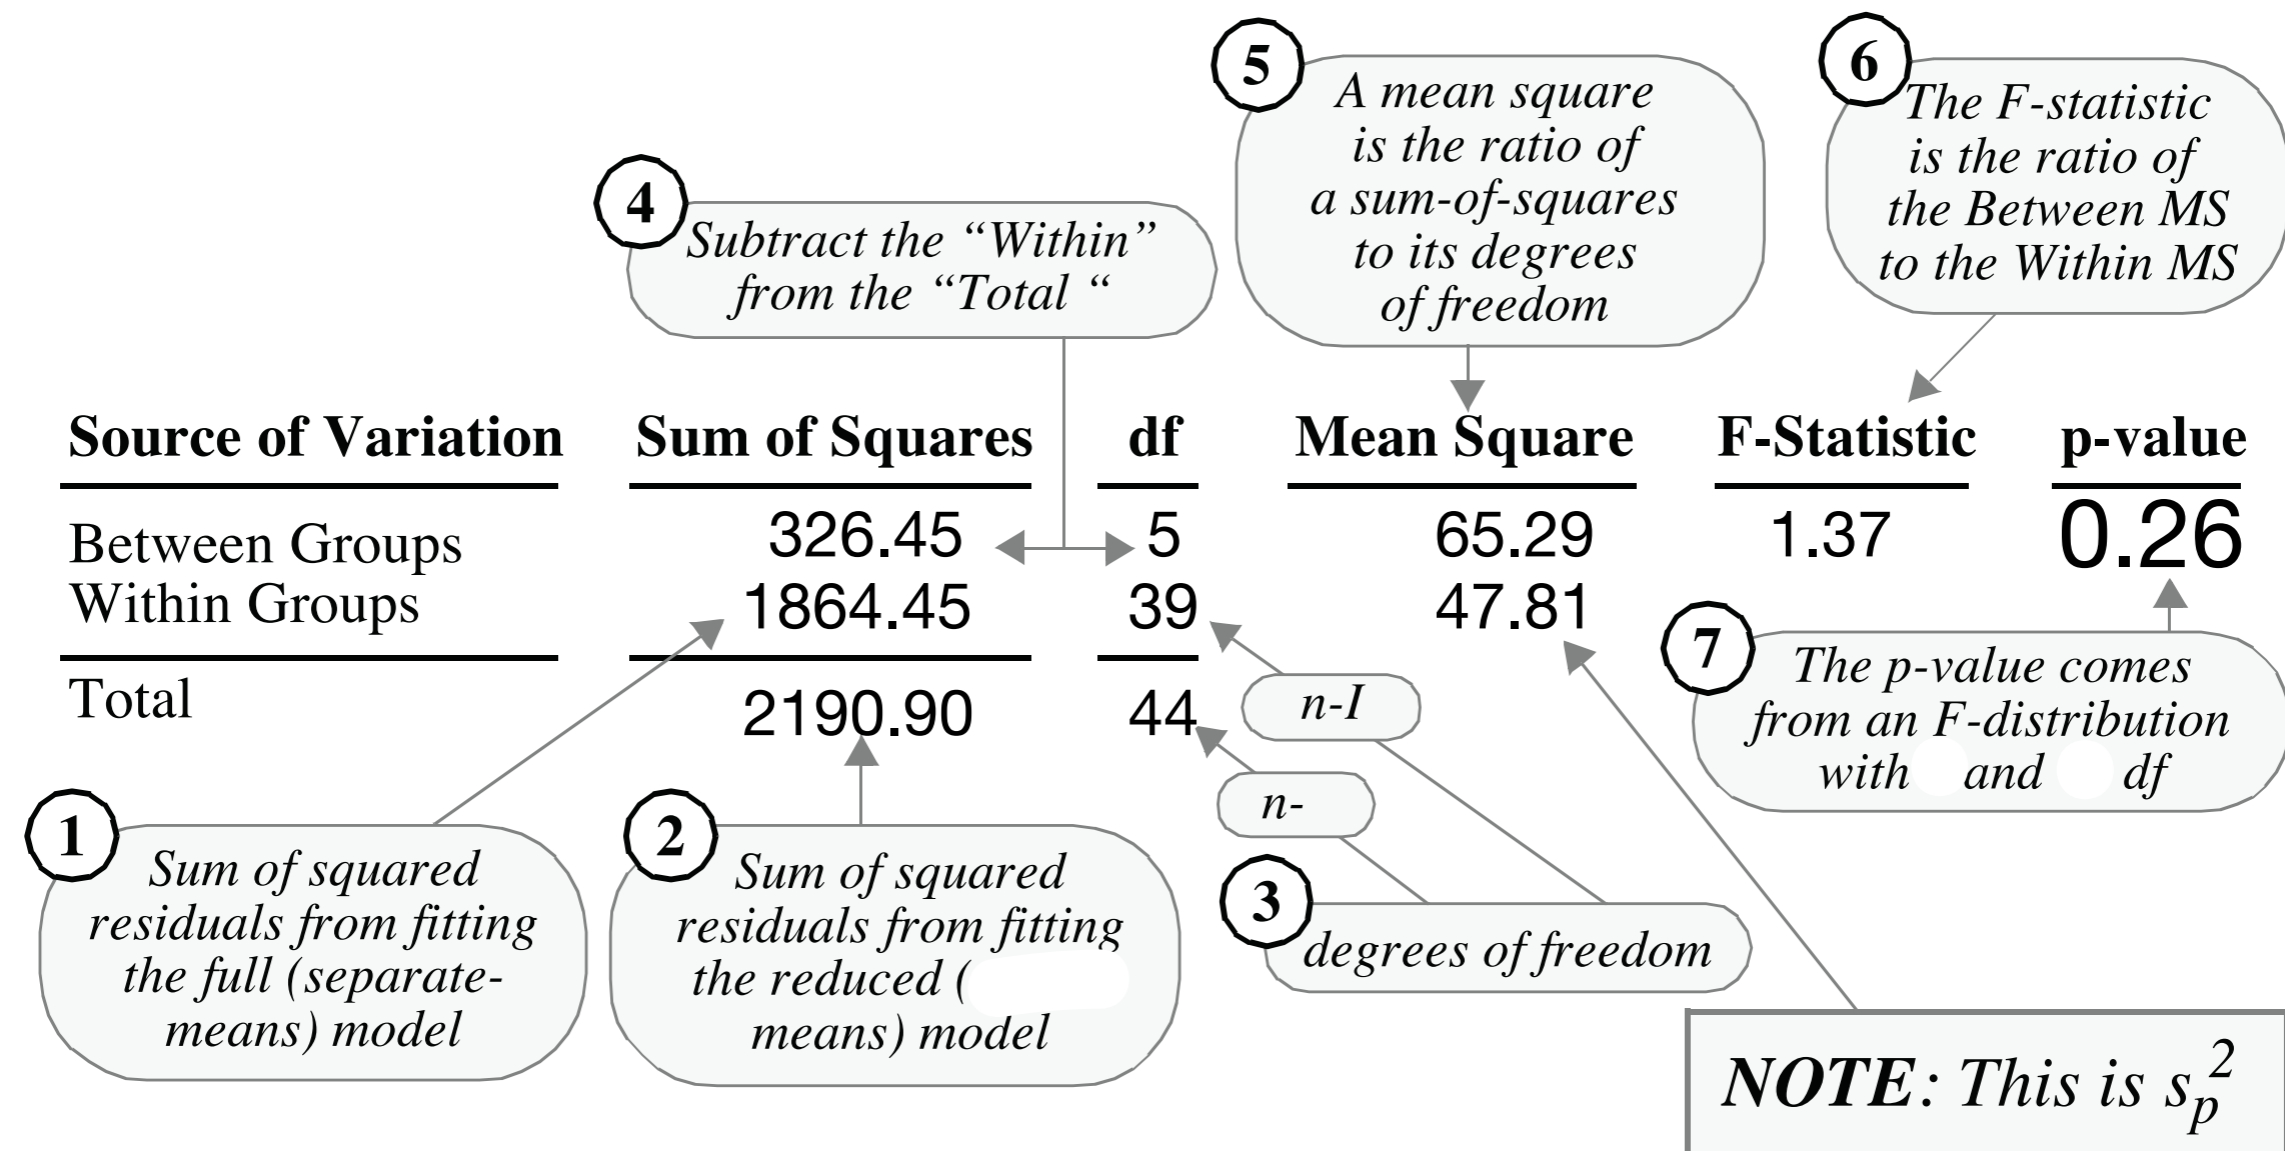 5
A mean square
is the ratio of
a sum-of-squares
to its degrees
of freedom
6
The F-statistic
is the ratio of
the Between MS
to the Within MS
4
Subtract the “Within”
from the “Total “
Source of Variation Sum of Squares df Mean Square F-Statistic p-value
Between Groups 326.45 5 65.29 1.37 0.26
Within Groups 1864.45 39 47.81
Total 2190.90 44
n-I
n-
7
The p-value comes
from an F-distribution
with and df
1
Sum of squared
residuals from fitting
the full (separate-
means) model
2
Sum of squared
residuals from fitting
the reduced (
means) model
3
degrees of freedom
NOTE: This is sp2